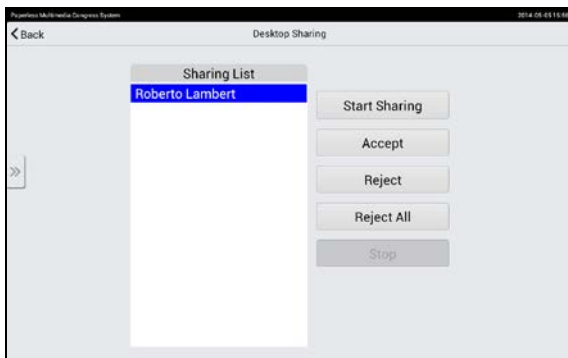 Paperless Multimedia Congress System
2014-05-05 15:56
Back
Desktop Sharing
Sharing List
Roberto Lambert
Start Sharing
Accept
Reject
Reject All
Stop